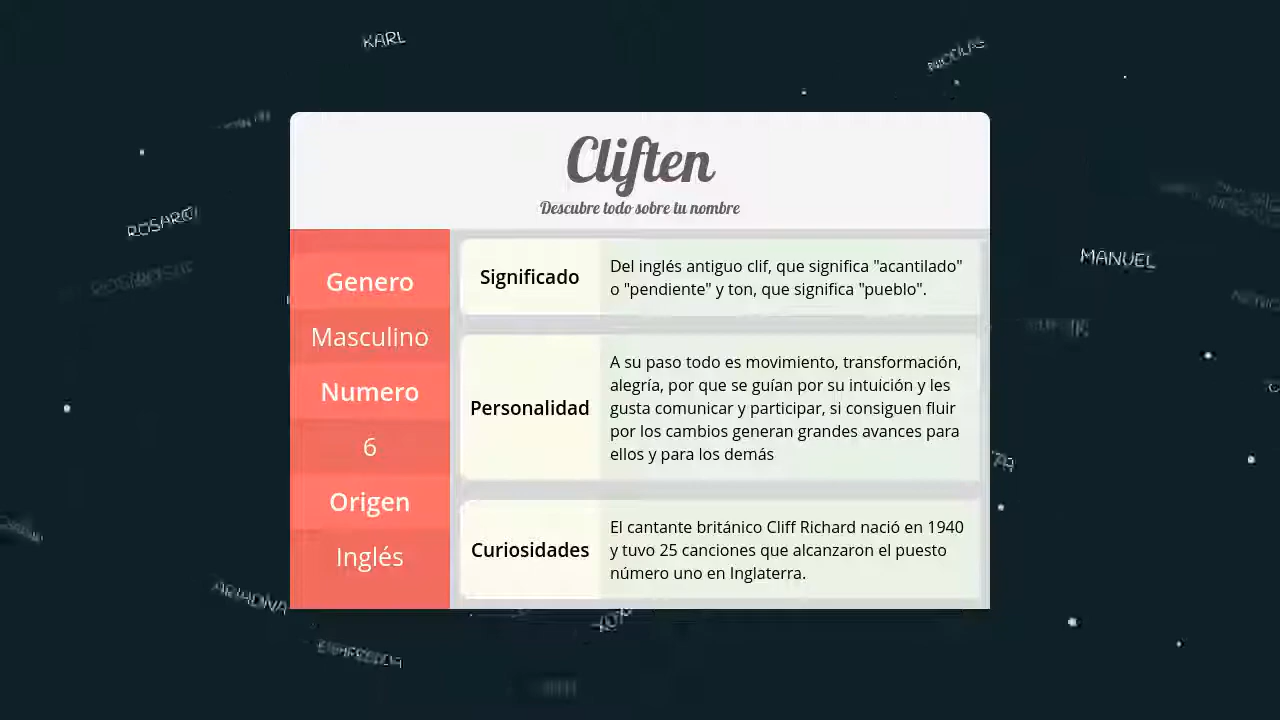 KARL
NICOLAS
Cliften
Descubre todo sobre tu nombre
MANUEL
Genero
Masculino
Numero
6
Origen
Inglés
Significado
Del inglés antiguo clif, que significa "acantilado"
o "pendiente" y ton, que significa "pueblo".
Personalidad
A su paso todo es movimiento, transformación,
alegría, por que se guían por su intuición y les
gusta comunicar y participar, si consiguen fluir
por los cambios generan grandes avances para
ellos y para los demás
Curiosidades
El cantante británico Cliff Richard nació en 1940
y tuvo 25 canciones que alcanzaron el puesto
número uno en Inglaterra.
ARIADNA